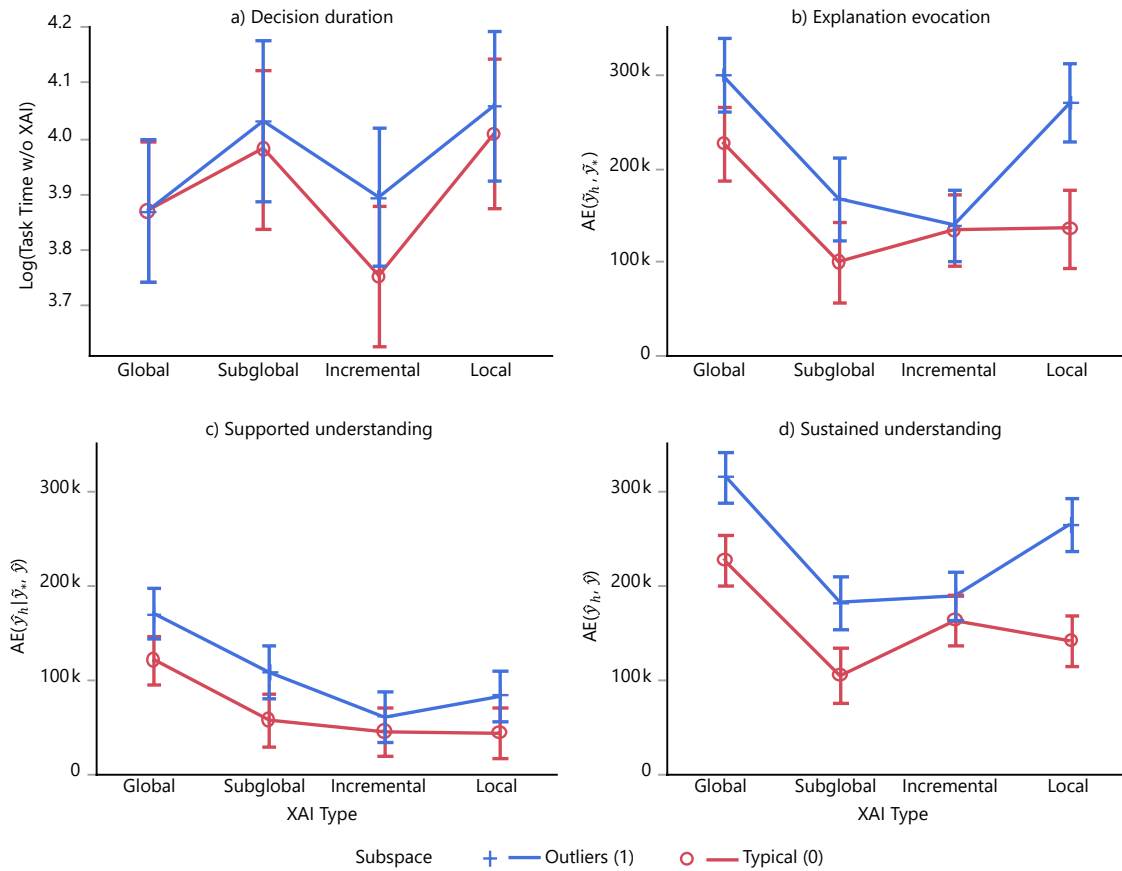 a) Decision duration
Log(Task Time w/o XAI)
4.2
4.1
4.0
3.9
3.8
3.7
Global Subglobal Incremental Local
b) Explanation evocation
AE(ỹₕ, ỹ*)
300k
200k
100k
0
Global Subglobal Incremental Local
c) Supported understanding
AE(ŷₕ|ỹ*, ŷ)
300k
200k
100k
0
Global Subglobal Incremental Local
XAI Type
d) Sustained understanding
AE(ŷₕ, ŷ)
300k
200k
100k
0
Global Subglobal Incremental Local
XAI Type
Subspace Outliers (1) Typical (0)